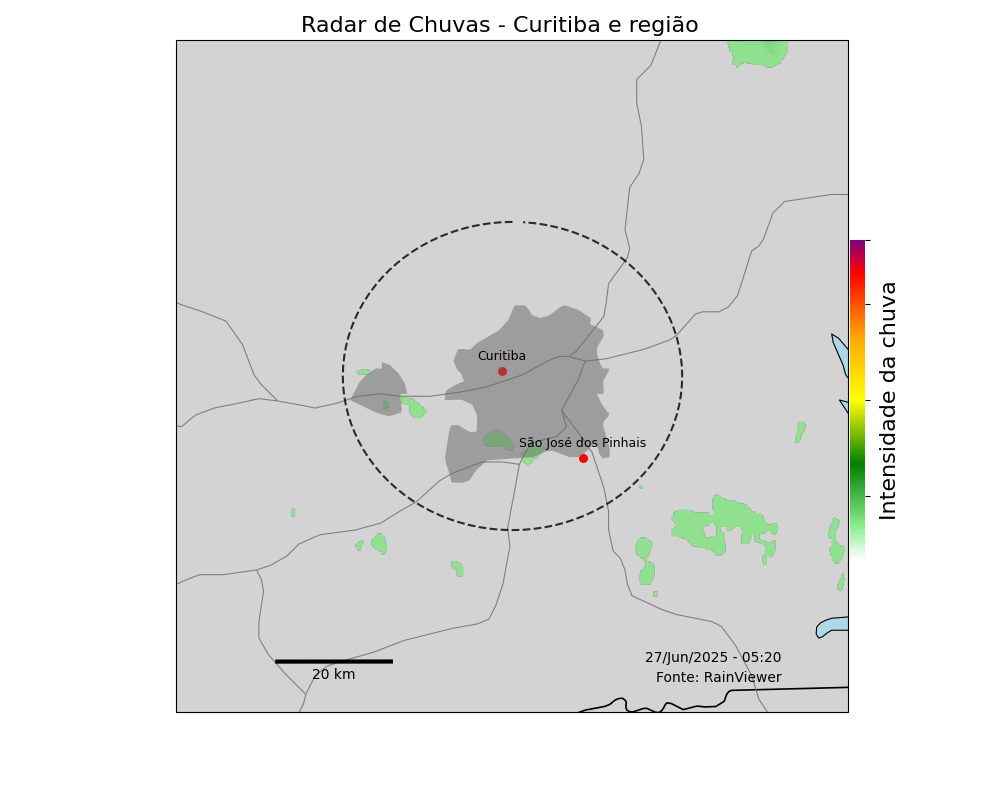 Radar de Chuvas - Curitiba e região
Curitiba
São José dos Pinhais
Intensidade da chuva
27/Jun/2025 - 05:20
Fonte: RainViewer
20 km